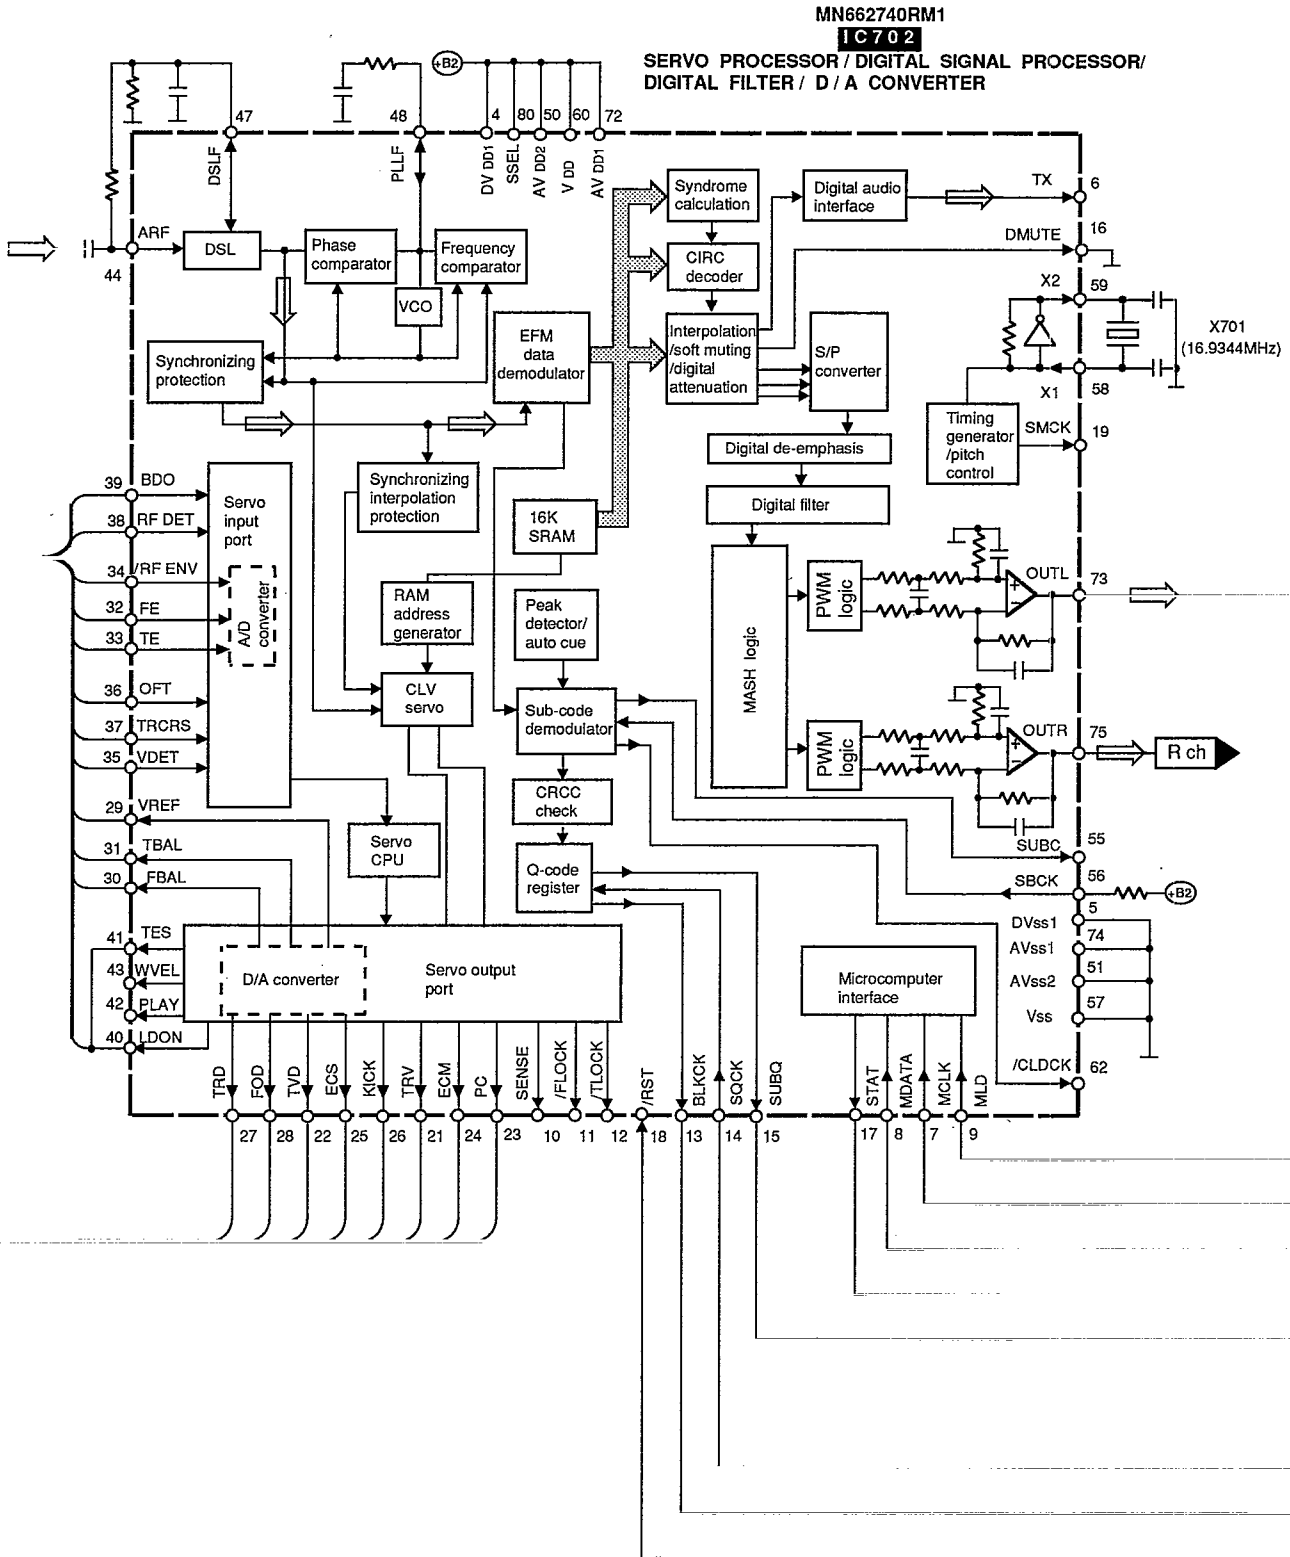 MN662740RM1
IC702
SERVO PROCESSOR / DIGITAL SIGNAL PROCESSOR/
DIGITAL FILTER / D / A CONVERTER
+B2
47
48
4
80
50
60
72
DSLF
PLLF
DV DD1
SSEL
AV DD2
V DD
AV DD1
ARF
44
DSL
Phase
comparator
Frequency
comparator
VCO
Synchronizing
protection
EFM
data
demodulator
Syndrome
calculation
CIRC
decoder
Interpolation
/soft muting
/digital
attenuation
Digital audio
interface
S/P
converter
TX
6
DMUTE
16
X2
59
X701
(16.9344MHz)
X1
58
Timing
generator
/pitch
control
SMCK
19
Digital de-emphasis
Digital filter
Synchronizing
interpolation
protection
16K
SRAM
RAM
address
generator
Peak
detector/
auto cue
CLV
servo
Sub-code
demodulator
CRCC
check
Q-code
register
MASH logic
PWM
logic
PWM
logic
OUTL
73
OUTR
75
R ch
39
BDO
38
RF DET
34
/RF ENV
32
FE
33
TE
36
OFT
37
TRCRS
35
VDET
29
VREF
31
TBAL
30
FBAL
41
TES
43
WVEL
42
PLAY
40
LDON
Servo
input
port
A/D
converter
Servo
CPU
D/A converter
Servo output
port
Microcomputer
interface
SUBC
55
SBCK
56
+B2
5
DVss1
74
AVss1
51
AVss2
57
Vss
/CLDCK
62
TRD
FOD
TVD
ECS
KICK
TRV
ECM
PC
SENSE
/FLOCK
/TLOCK
/RST
BLKCK
SQCK
SUBQ
STAT
MDATA
MCLK
MLD
27
28
22
25
26
21
24
23
10
11
12
18
13
14
15
17
8
7
9